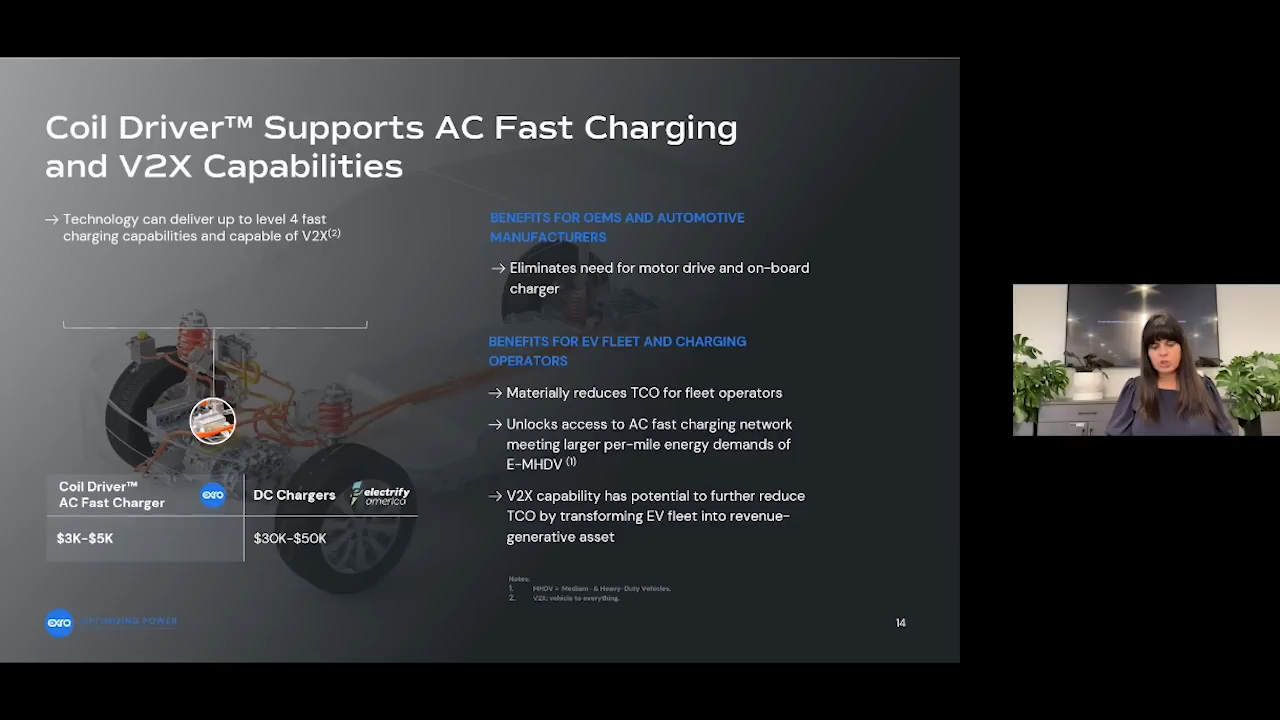 Coil Driver™ Supports AC Fast Charging
and V2X Capabilities
→ Technology can deliver up to level 4 fast
charging capabilities and capable of V2X(2)
Coil Driver™
AC Fast Charger
exro
DC Chargers
electrify
america
$3K-$5K
$30K-$50K
BENEFITS FOR OEMS AND AUTOMOTIVE
MANUFACTURERS
→ Eliminates need for motor drive and on-board
charger
BENEFITS FOR EV FLEET AND CHARGING
OPERATORS
→ Materially reduces TCO for fleet operators
→ Unlocks access to AC fast charging network
meeting larger per-mile energy demands of
E-MHDV (1)
→ V2X capability has potential to further reduce
TCO by transforming EV fleet into revenue-
generative asset
Notes:
1. MHDV = Medium- & Heavy-Duty Vehicles.
2. V2X: vehicle to everything.
exro OPTIMIZING POWER
14